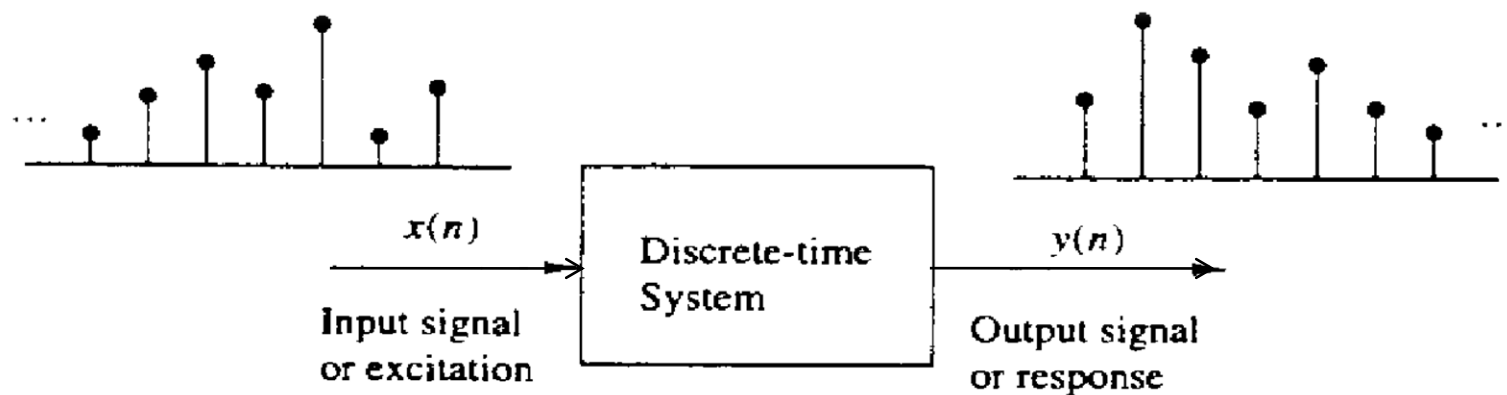 x(n)
Input signal
or excitation
Discrete-time
System
y(n)
Output signal
or response